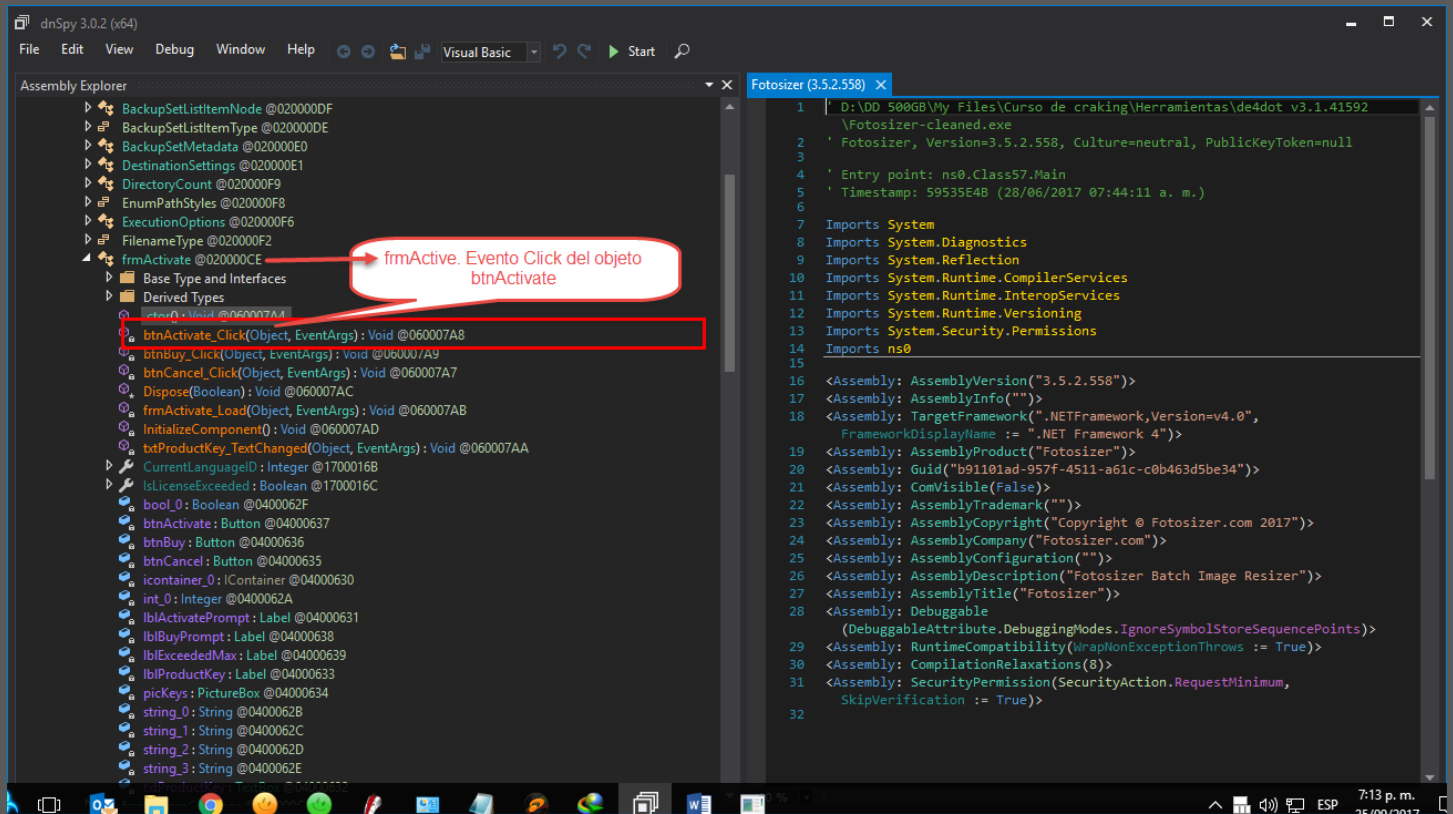 dnSpy 3.0.2 (x64)
File Edit View Debug Window Help Visual Basic Start
Assembly Explorer
BackupSetListItemNode @020000DF
BackupSetListItemType @020000DE
BackupSetMetadata @020000E0
DestinationSettings @020000E1
DirectoryCount @020000F9
EnumPathStyles @020000F8
ExecutionOptions @020000F6
FilenameType @020000F2
frmActivate @020000CE
Base Type and Interfaces
Derived Types
.ctor() : Void @060007A4
btnActivate_Click(Object, EventArgs) : Void @060007A8
btnBuy_Click(Object, EventArgs) : Void @060007A9
btnCancel_Click(Object, EventArgs) : Void @060007A7
Dispose(Boolean) : Void @060007AC
frmActivate_Load(Object, EventArgs) : Void @060007AB
InitializeComponent() : Void @060007AD
txtProductKey_TextChanged(Object, EventArgs) : Void @060007AA
CurrentLanguageID : Integer @1700016B
IsLicenseExceeded : Boolean @1700016C
bool_0 : Boolean @0400062F
btnActivate : Button @04000637
btnBuy : Button @04000636
btnCancel : Button @04000635
icontainer_0 : IContainer @04000630
int_0 : Integer @0400062A
lblActivatePrompt : Label @04000631
lblBuyPrompt : Label @04000638
lblExceededMax : Label @04000639
lblProductKey : Label @04000633
picKeys : PictureBox @04000634
string_0 : String @0400062B
string_1 : String @0400062C
string_2 : String @0400062D
string_3 : String @0400062E
frmActive. Evento Click del objeto
btnActivate
Fotosizer (3.5.2.558)
1 ' D:\DD 500GB\My Files\Curso de craking\Herramientas\de4dot v3.1.41592
\Fotosizer-cleaned.exe
2 ' Fotosizer, Version=3.5.2.558, Culture=neutral, PublicKeyToken=null
3
4 ' Entry point: ns0.Class57.Main
5 ' Timestamp: 59535E4B (28/06/2017 07:44:11 a. m.)
6
7 Imports System
8 Imports System.Diagnostics
9 Imports System.Reflection
10 Imports System.Runtime.CompilerServices
11 Imports System.Runtime.InteropServices
12 Imports System.Runtime.Versioning
13 Imports System.Security.Permissions
14 Imports ns0
15
16 <Assembly: AssemblyVersion("3.5.2.558")>
17 <Assembly: AssemblyInfo("")>
18 <Assembly: TargetFramework(".NETFramework,Version=v4.0",
FrameworkDisplayName := ".NET Framework 4")>
19 <Assembly: AssemblyProduct("Fotosizer")>
20 <Assembly: Guid("b91101ad-957f-4511-a61c-c0b463d5be34")>
21 <Assembly: ComVisible(False)>
22 <Assembly: AssemblyTrademark("")>
23 <Assembly: AssemblyCopyright("Copyright © Fotosizer.com 2017")>
24 <Assembly: AssemblyCompany("Fotosizer.com")>
25 <Assembly: AssemblyConfiguration("")>
26 <Assembly: AssemblyDescription("Fotosizer Batch Image Resizer")>
27 <Assembly: AssemblyTitle("Fotosizer")>
28 <Assembly: Debuggable
(DebuggableAttribute.DebuggingModes.IgnoreSymbolStoreSequencePoints)>
29 <Assembly: RuntimeCompatibility(WrapNonExceptionThrows := True)>
30 <Assembly: CompilationRelaxations(8)>
31 <Assembly: SecurityPermission(SecurityAction.RequestMinimum,
SkipVerification := True)>
32
ESP
7:13 p. m.
25/09/2017